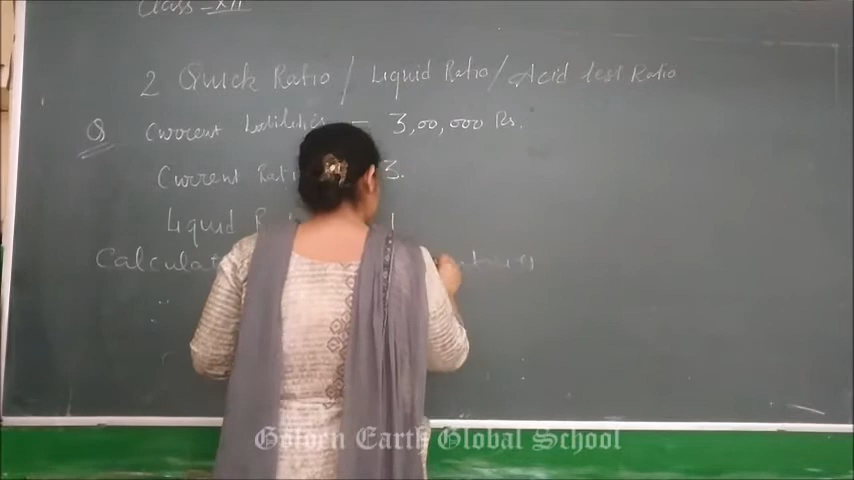 Class - XII
2 Quick Ratio / Liquid Ratio / Acid test Ratio
Q Current Liabilities - 3,00,000 Rs.
Current Rati 3.
Liquid R 1
Calculat
Golden Earth Global School